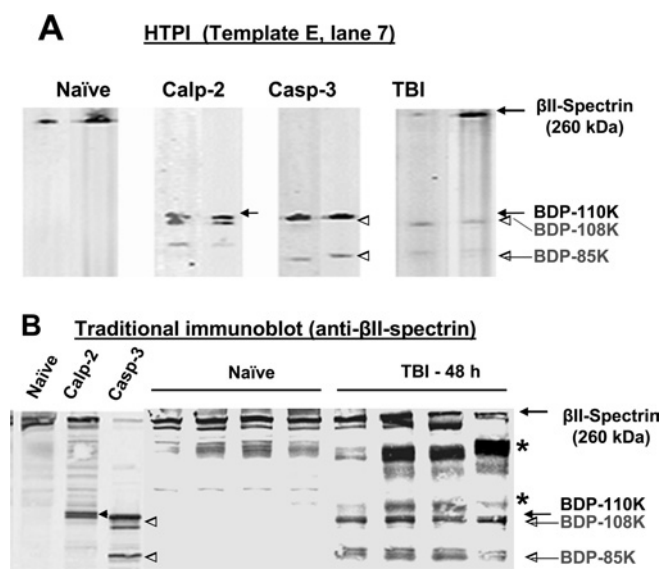 A
HTPI (Template E, lane 7)
Naïve Calp-2 Casp-3 TBI
βII-Spectrin
(260 kDa)
BDP-110K
BDP-108K
BDP-85K
B
Traditional immunoblot (anti-βII-spectrin)
Naïve Calp-2 Casp-3 Naïve TBI - 48 h
βII-Spectrin
(260 kDa)
*
*
BDP-110K
BDP-108K
BDP-85K